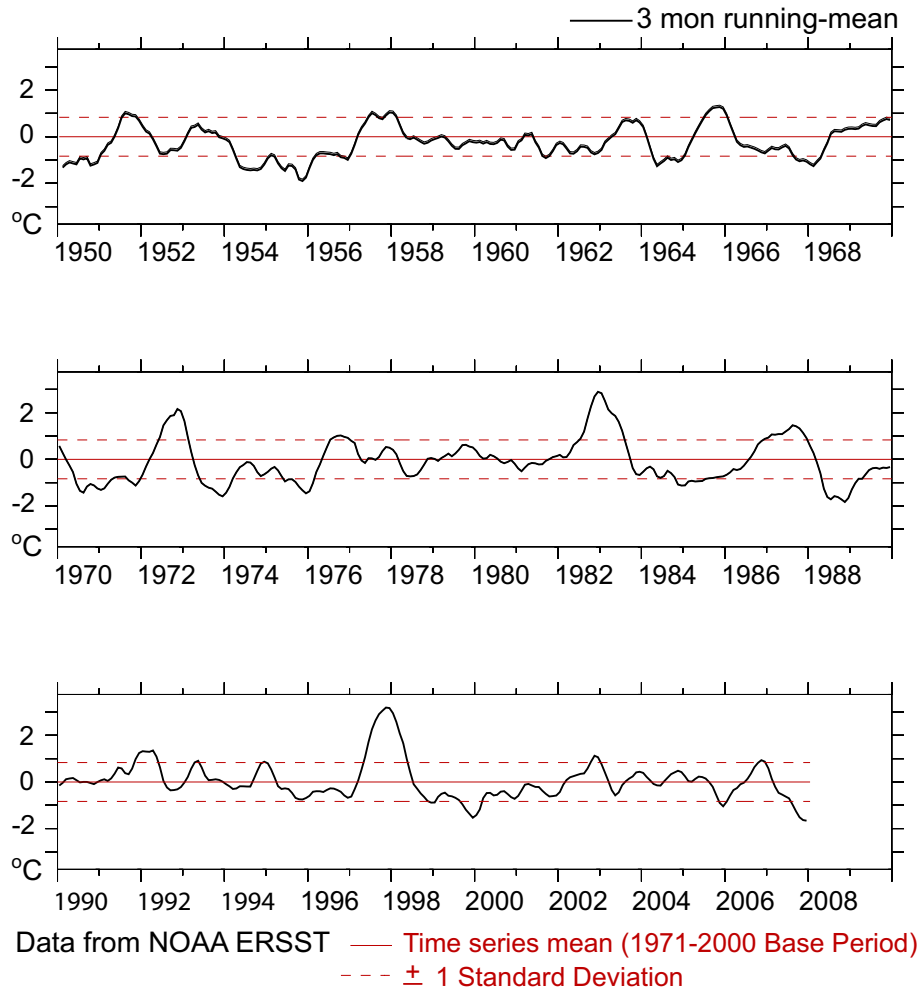 3 mon running-mean
2
0
-2
oC
1950 1952 1954 1956 1958 1960 1962 1964 1966 1968
2
0
-2
oC
1970 1972 1974 1976 1978 1980 1982 1984 1986 1988
2
0
-2
oC
1990 1992 1994 1996 1998 2000 2002 2004 2006 2008
Data from NOAA ERSST Time series mean (1971-2000 Base Period)
± 1 Standard Deviation